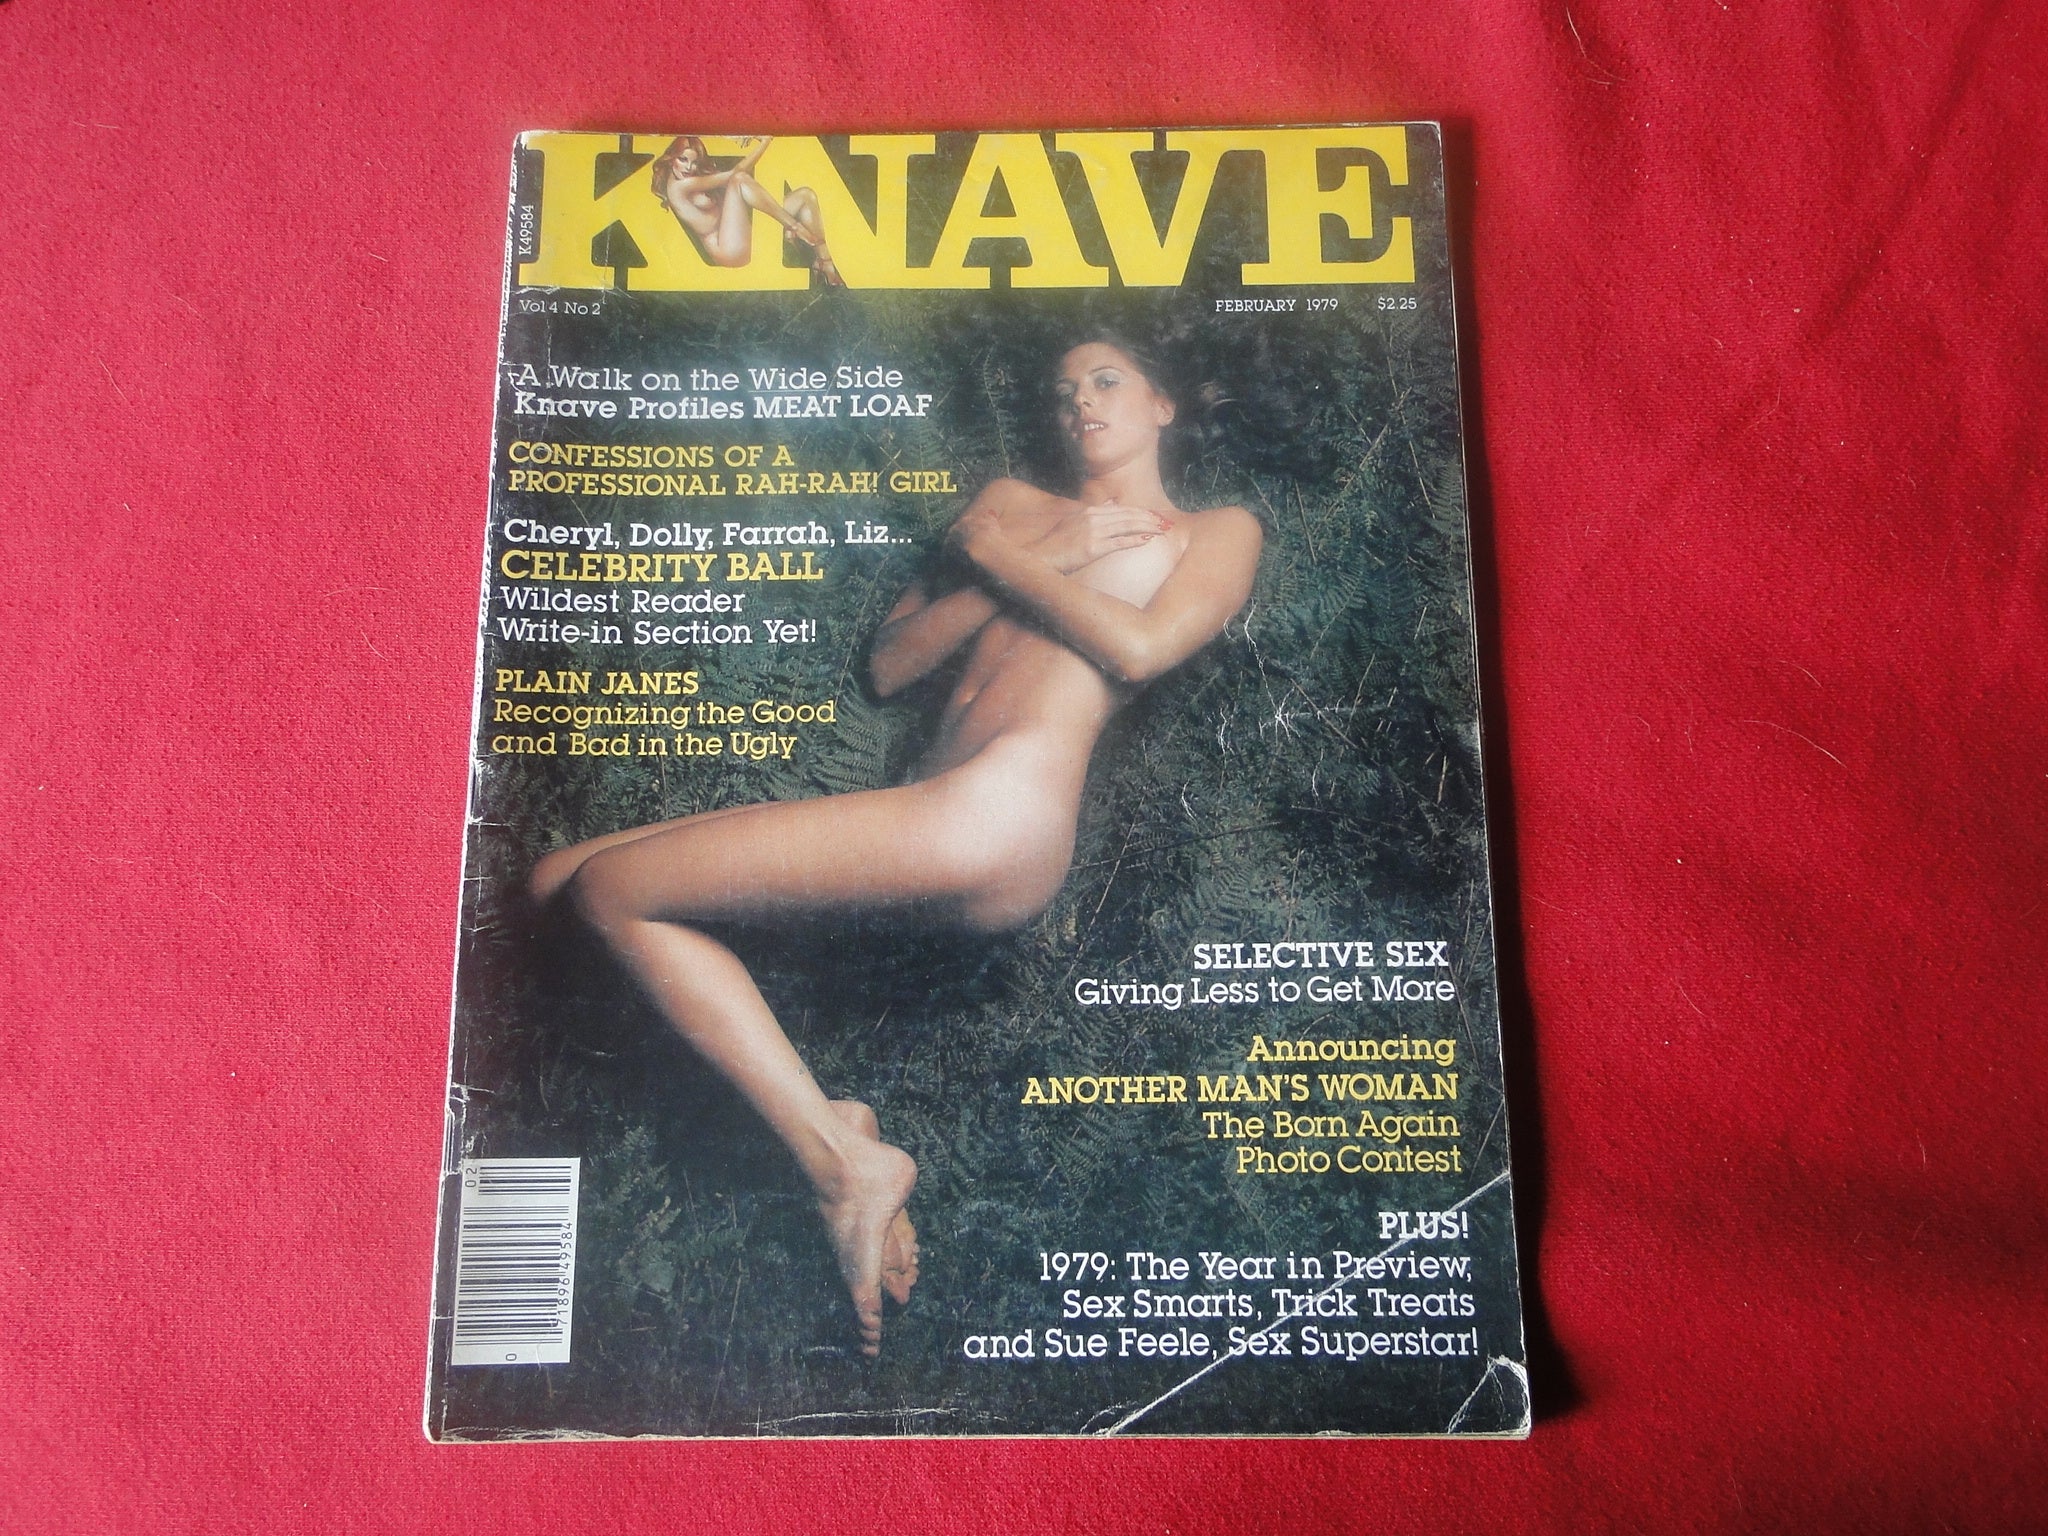 KNAVE
K49584
Vol 4 No 2
FEBRUARY 1979 $2.25
A Walk on the Wide Side
Knave Profiles MEAT LOAF
CONFESSIONS OF A
PROFESSIONAL RAH-RAH! GIRL
Cheryl, Dolly, Farrah, Liz...
CELEBRITY BALL
Wildest Reader
Write-in Section Yet!
PLAIN JANES
Recognizing the Good
and Bad in the Ugly
SELECTIVE SEX
Giving Less to Get More
Announcing
ANOTHER MAN'S WOMAN
The Born Again
Photo Contest
PLUS!
1979: The Year in Preview,
Sex Smarts, Trick Treats
and Sue Feele, Sex Superstar!
0 71896 49584 02